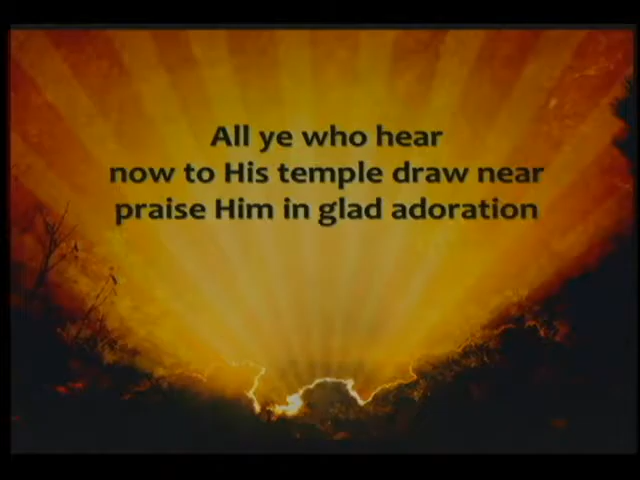 All ye who hear
now to His temple draw near
praise Him in glad adoration